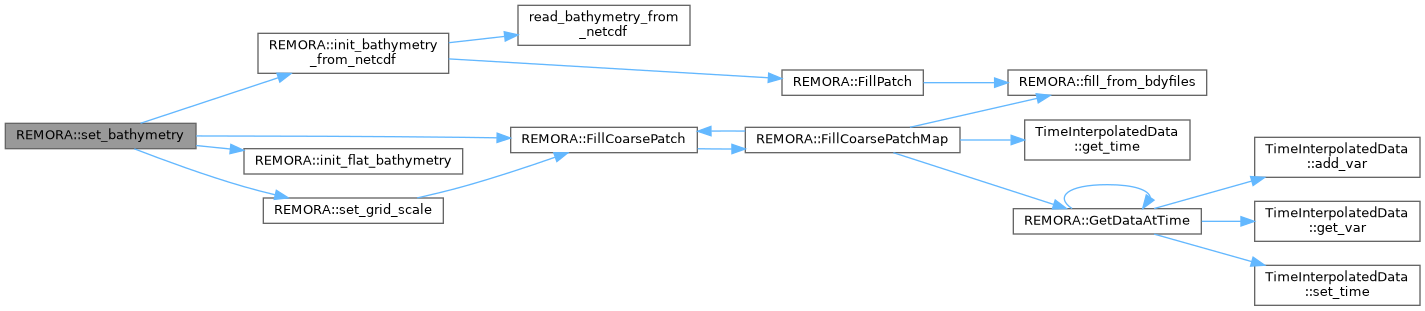 REMORA::set_bathymetry
REMORA::init_bathymetry
_from_netcdf
read_bathymetry_from
_netcdf
REMORA::FillPatch
REMORA::fill_from_bdyfiles
REMORA::FillCoarsePatch
REMORA::FillCoarsePatchMap
TimeInterpolatedData
::get_time
REMORA::init_flat_bathymetry
REMORA::set_grid_scale
REMORA::GetDataAtTime
TimeInterpolatedData
::add_var
TimeInterpolatedData
::get_var
TimeInterpolatedData
::set_time